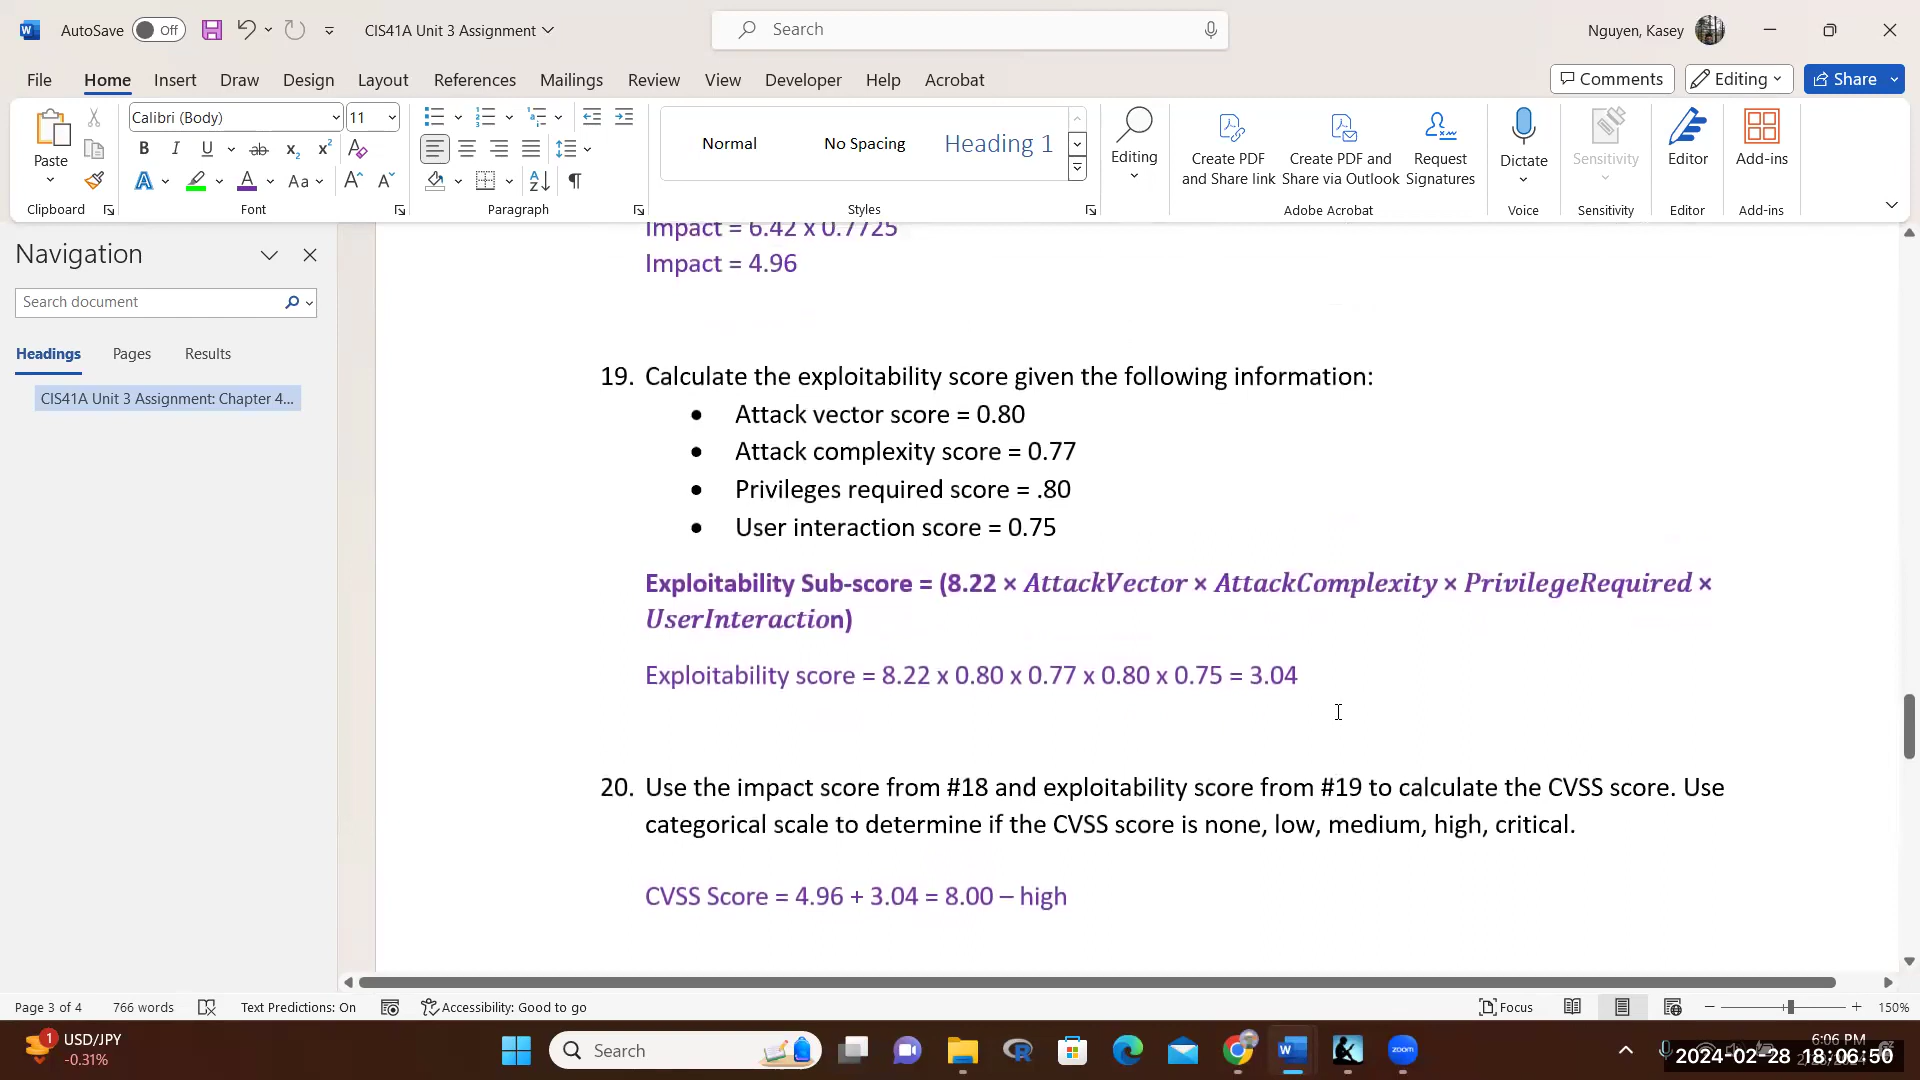 AutoSave Off CIS41A Unit 3 Assignment Search Nguyen, Kasey
File Home Insert Draw Design Layout References Mailings Review View Developer Help Acrobat Comments Editing Share
Paste
Clipboard
Calibri (Body) 11
Font
Paragraph
Normal No Spacing Heading 1
Styles
Editing
Create PDF and Share link
Create PDF and Share via Outlook
Request Signatures
Adobe Acrobat
Dictate
Voice
Sensitivity
Sensitivity
Editor
Editor
Add-ins
Add-ins
Navigation
Search document
Headings Pages Results
CIS41A Unit 3 Assignment: Chapter 4...
Impact = 6.42 x 0.7725
Impact = 4.96
19. Calculate the exploitability score given the following information:
• Attack vector score = 0.80
• Attack complexity score = 0.77
• Privileges required score = .80
• User interaction score = 0.75
Exploitability Sub-score = (8.22 × AttackVector × AttackComplexity × PrivilegeRequired ×
UserInteraction)
Exploitability score = 8.22 x 0.80 x 0.77 x 0.80 x 0.75 = 3.04
20. Use the impact score from #18 and exploitability score from #19 to calculate the CVSS score. Use
categorical scale to determine if the CVSS score is none, low, medium, high, critical.
CVSS Score = 4.96 + 3.04 = 8.00 – high
Page 3 of 4 766 words Text Predictions: On Accessibility: Good to go Focus 150%
1 USD/JPY
-0.31%
Search
zoom
6:06 PM
2024-02-28 18:06:50